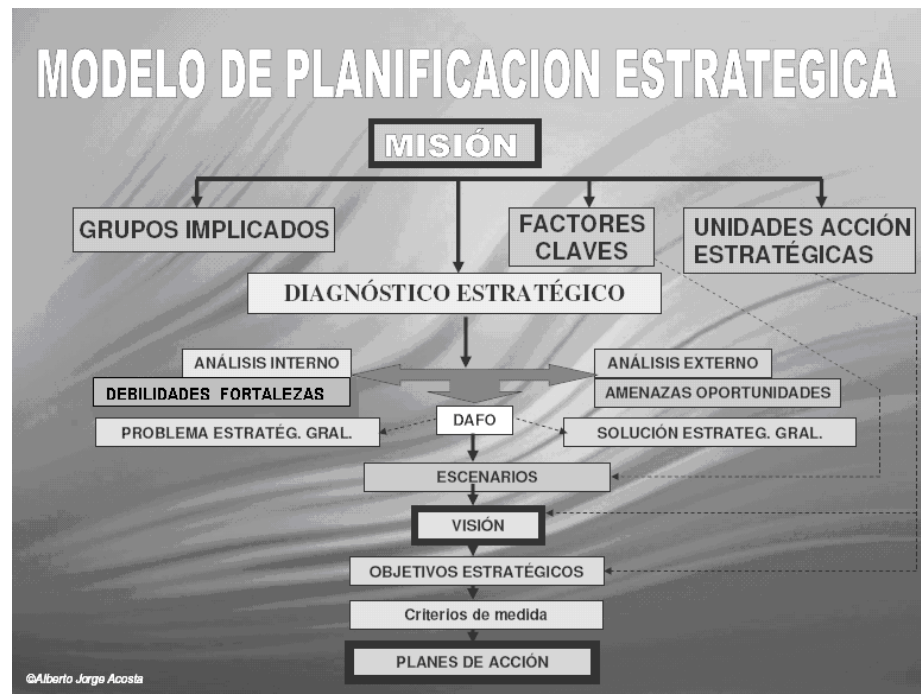 MODELO DE PLANIFICACION ESTRATEGICA
MISIÓN
GRUPOS IMPLICADOS
FACTORES
CLAVES
UNIDADES ACCIÓN
ESTRATÉGICAS
DIAGNÓSTICO ESTRATÉGICO
ANÁLISIS INTERNO
DEBILIDADES FORTALEZAS
ANÁLISIS EXTERNO
AMENAZAS OPORTUNIDADES
DAFO
PROBLEMA ESTRATÉG. GRAL.
SOLUCIÓN ESTRATEG. GRAL.
ESCENARIOS
VISIÓN
OBJETIVOS ESTRATÉGICOS
Criterios de medida
PLANES DE ACCIÓN
©Alberto Jorge Acosta